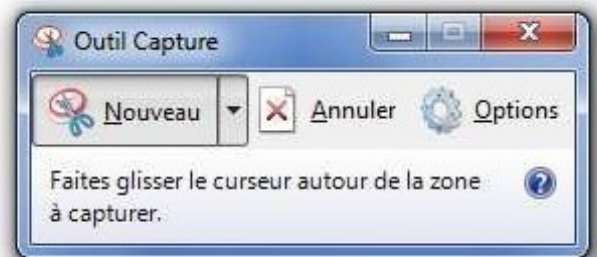 Outil Capture
Nouveau Annuler Options
Faites glisser le curseur autour de la zone
à capturer.